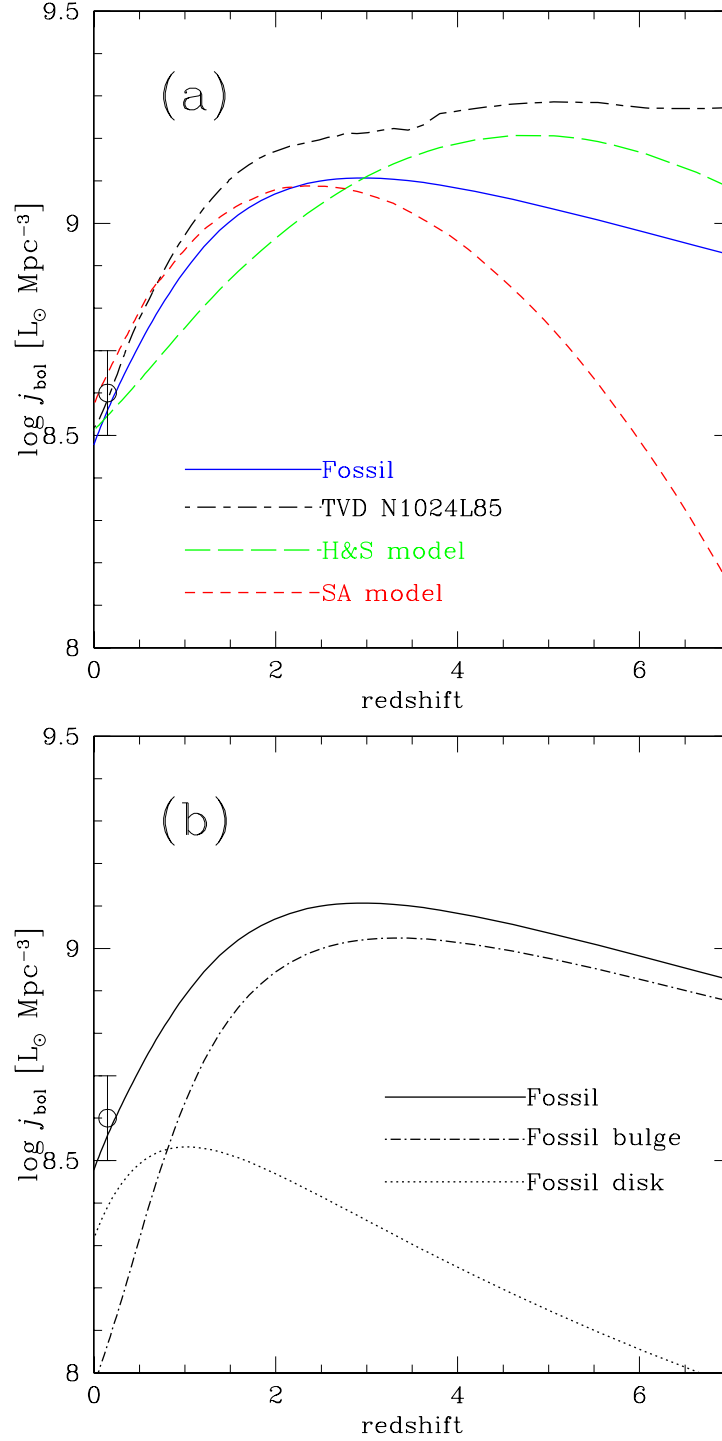 9.5
(a)
9
log j_bol [L☉ Mpc⁻³]
8.5
Fossil
TVD N1024L85
H&S model
SA model
8
0 2 4 6
redshift
9.5
(b)
9
log j_bol [L☉ Mpc⁻³]
Fossil
Fossil bulge
8.5
Fossil disk
8
0 2 4 6
redshift